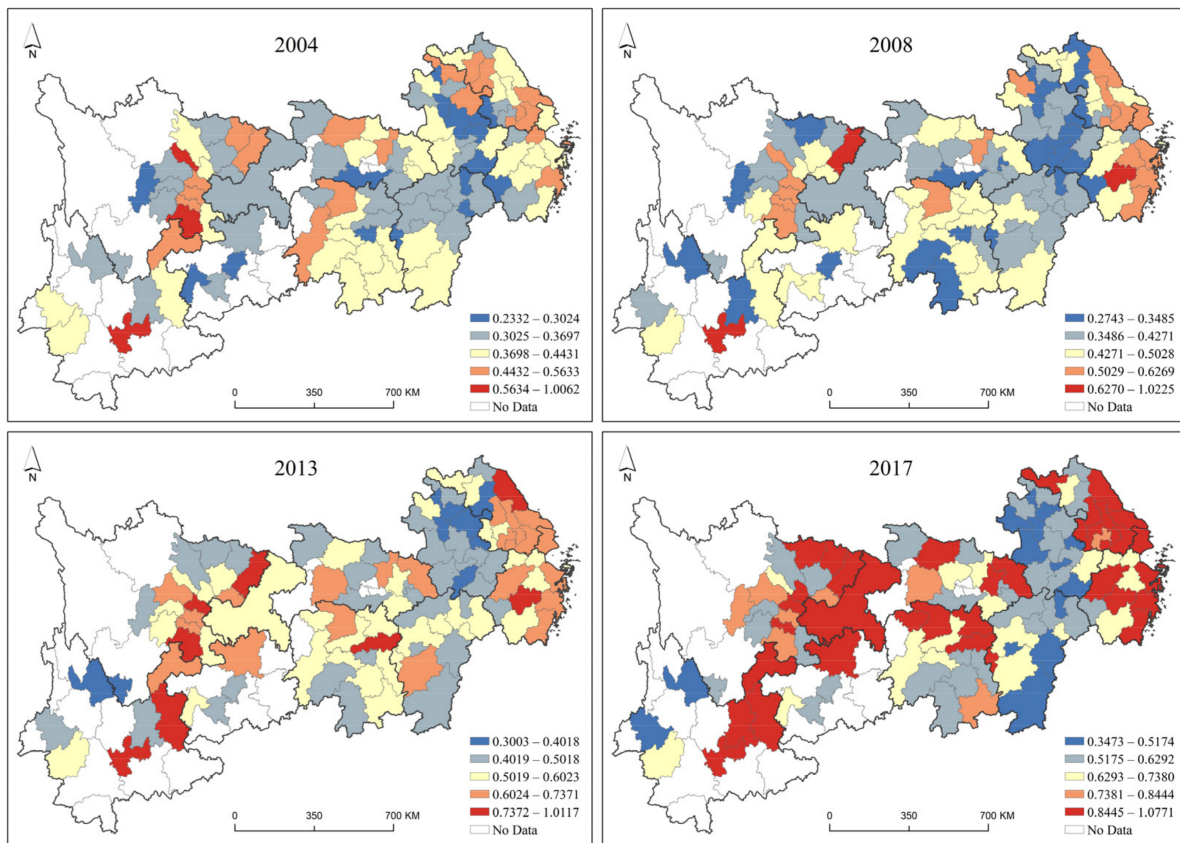 2004
N
0.2332 – 0.3024
0.3025 – 0.3697
0.3698 – 0.4431
0.4432 – 0.5633
0.5634 – 1.0062
No Data
0 350 700 KM
2008
N
0.2743 – 0.3485
0.3486 – 0.4271
0.4271 – 0.5028
0.5029 – 0.6269
0.6270 – 1.0225
No Data
0 350 700 KM
2013
N
0.3003 – 0.4018
0.4019 – 0.5018
0.5019 – 0.6023
0.6024 – 0.7371
0.7372 – 1.0117
No Data
0 350 700 KM
2017
N
0.3473 – 0.5174
0.5175 – 0.6292
0.6293 – 0.7380
0.7381 – 0.8444
0.8445 – 1.0771
No Data
0 350 700 KM